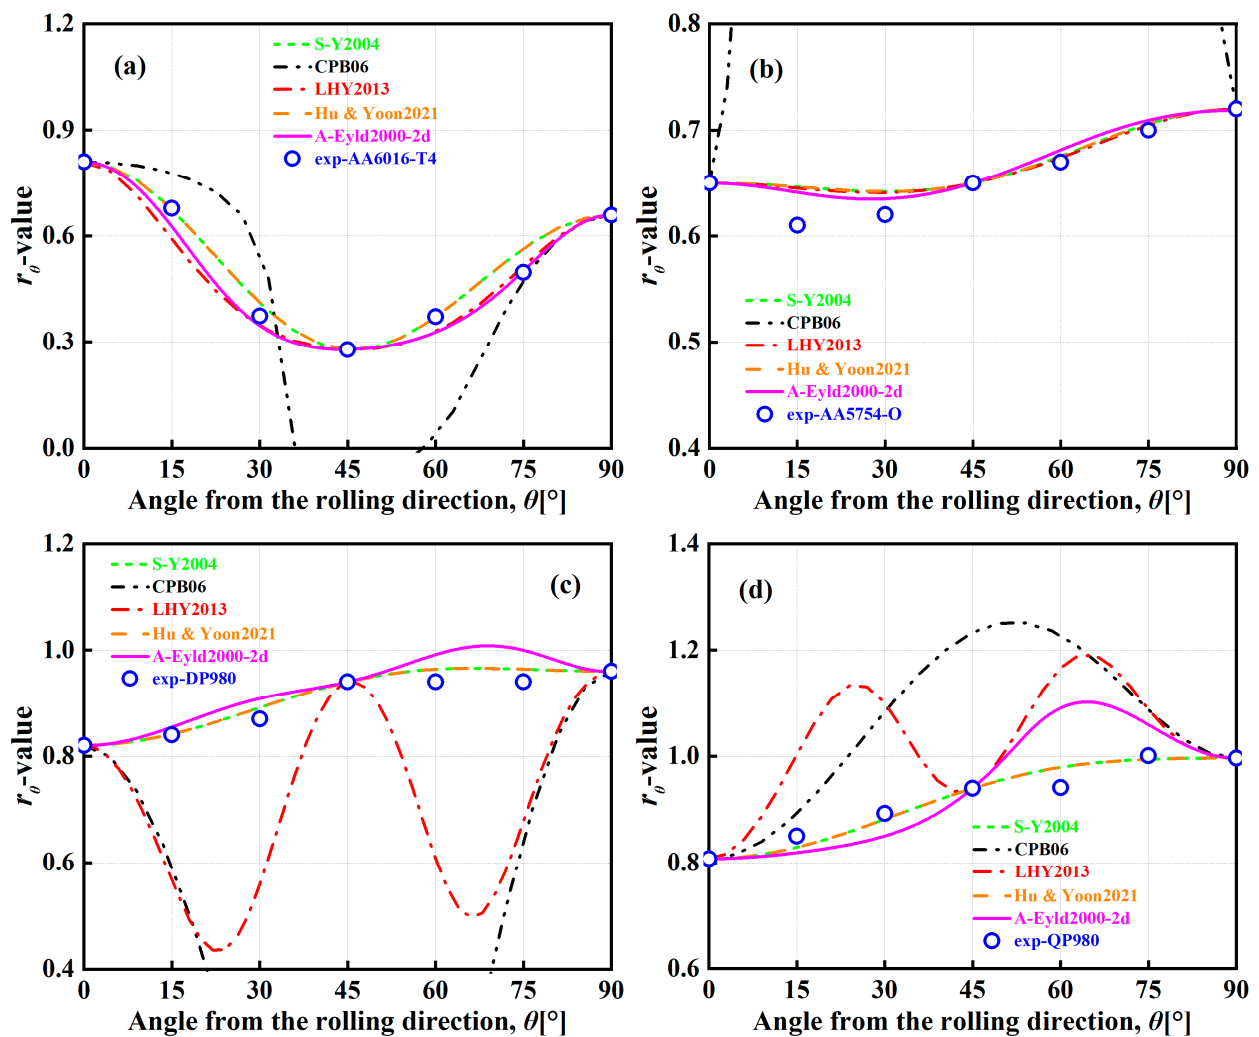 (a)
S-Y2004
CPB06
LHY2013
Hu & Yoon2021
A-Eyld2000-2d
exp-AA6016-T4
1.2
0.9
0.6
0.3
0.0
rθ-value
0 15 30 45 60 75 90
Angle from the rolling direction, θ[°]
(b)
0.8
0.7
0.6
0.5
0.4
rθ-value
S-Y2004
CPB06
LHY2013
Hu & Yoon2021
A-Eyld2000-2d
exp-AA5754-O
0 15 30 45 60 75 90
Angle from the rolling direction, θ[°]
(c)
S-Y2004
CPB06
LHY2013
Hu & Yoon2021
A-Eyld2000-2d
exp-DP980
1.2
1.0
0.8
0.6
0.4
rθ-value
0 15 30 45 60 75 90
Angle from the rolling direction, θ[°]
(d)
1.4
1.2
1.0
0.8
0.6
rθ-value
S-Y2004
CPB06
LHY2013
Hu & Yoon2021
A-Eyld2000-2d
exp-QP980
0 15 30 45 60 75 90
Angle from the rolling direction, θ[°]